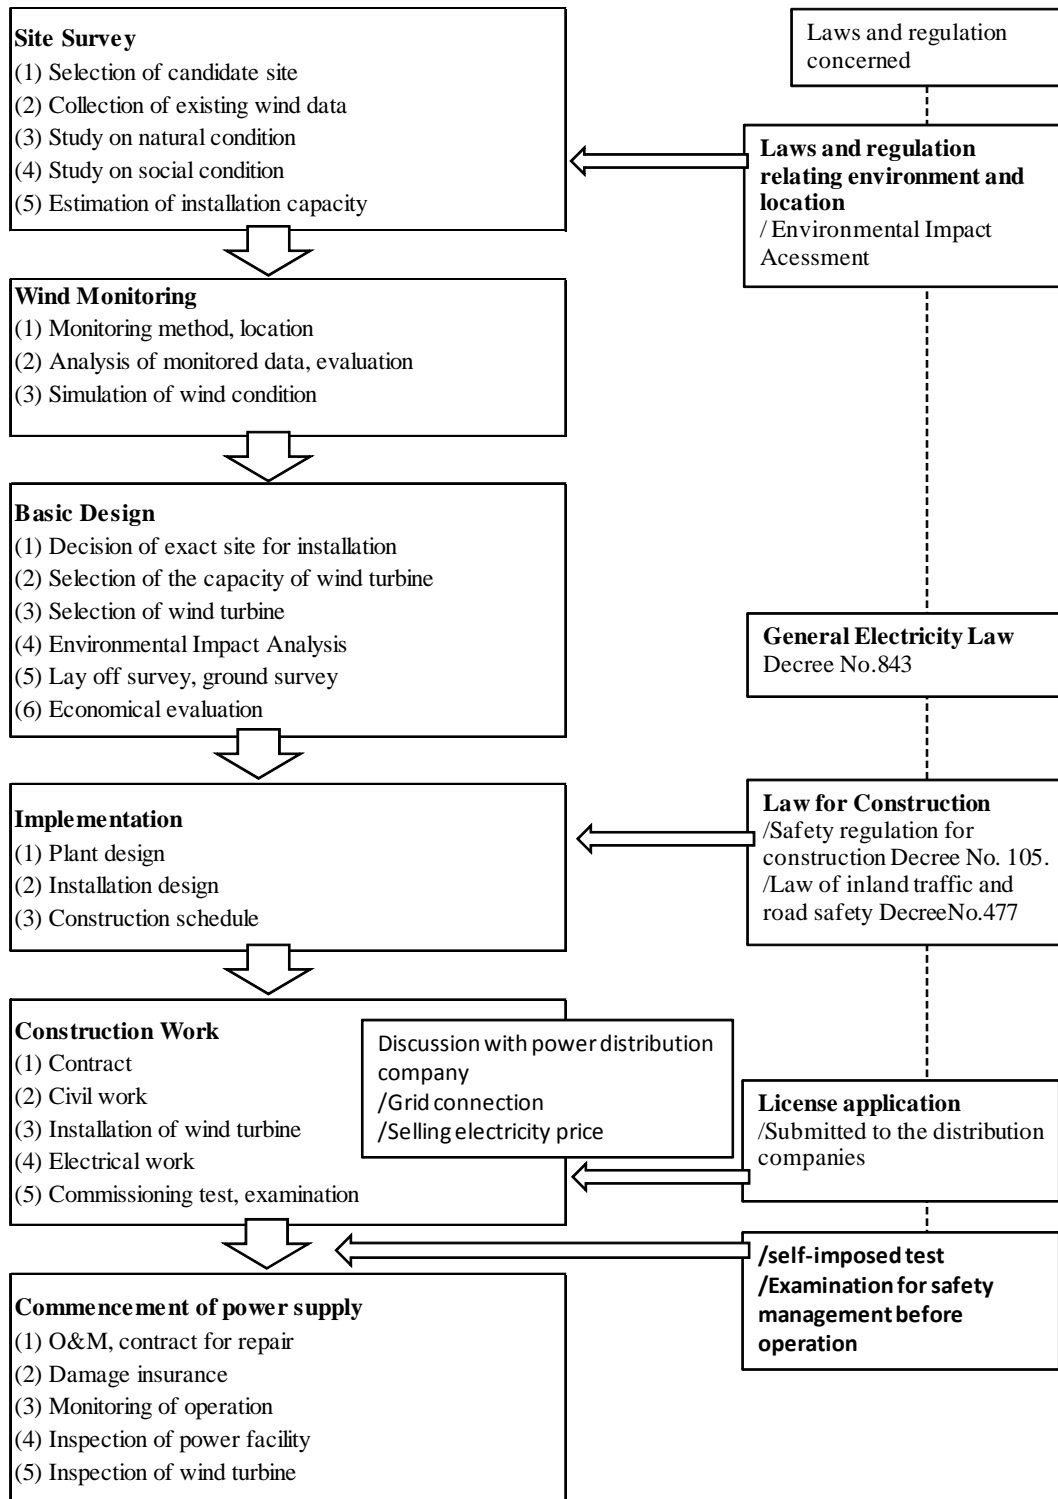 Site Survey
(1) Selection of candidate site
(2) Collection of existing wind data
(3) Study on natural condition
(4) Study on social condition
(5) Estimation of installation capacity
Laws and regulation
concerned
Laws and regulation
relating environment and
location
/ Environmental Impact
Acessment
Wind Monitoring
(1) Monitoring method, location
(2) Analysis of monitored data, evaluation
(3) Simulation of wind condition
Basic Design
(1) Decision of exact site for installation
(2) Selection of the capacity of wind turbine
(3) Selection of wind turbine
(4) Environmental Impact Analysis
(5) Lay off survey, ground survey
(6) Economical evaluation
General Electricity Law
Decree No.843
Implementation
(1) Plant design
(2) Installation design
(3) Construction schedule
Law for Construction
/Safety regulation for
construction Decree No. 105.
/Law of inland traffic and
road safety DecreeNo.477
Construction Work
(1) Contract
(2) Civil work
(3) Installation of wind turbine
(4) Electrical work
(5) Commissioning test, examination
Discussion with power distribution
company
/Grid connection
/Selling electricity price
License application
/Submitted to the distribution
companies
/self-imposed test
/Examination for safety
management before
operation
Commencement of power supply
(1) O&M, contract for repair
(2) Damage insurance
(3) Monitoring of operation
(4) Inspection of power facility
(5) Inspection of wind turbine